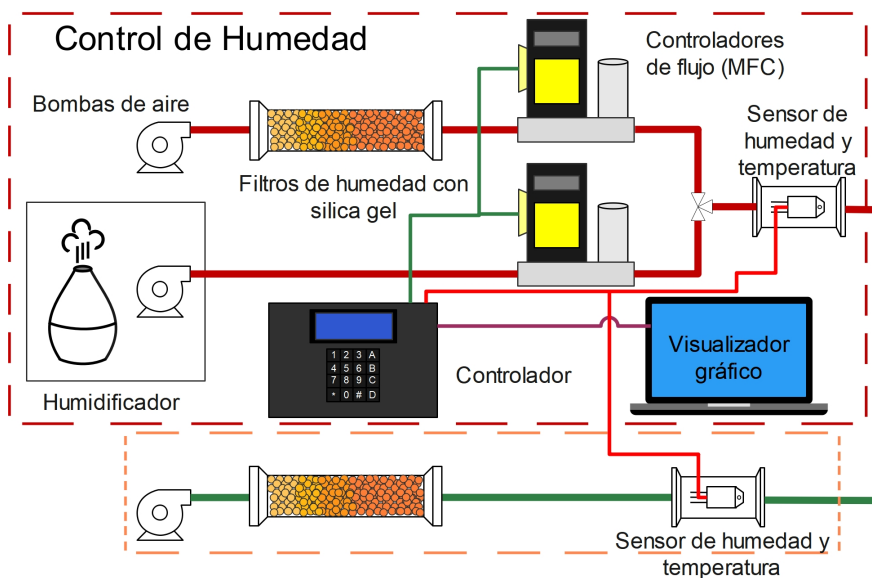 Control de Humedad
Controladores
de flujo (MFC)
Bombas de aire
Sensor de
humedad y
temperatura
Filtros de humedad con
silica gel
1 2 3 A
4 5 6 B
7 8 9 C
* 0 # D
Visualizador
gráfico
Controlador
Humidificador
Sensor de humedad y
temperatura